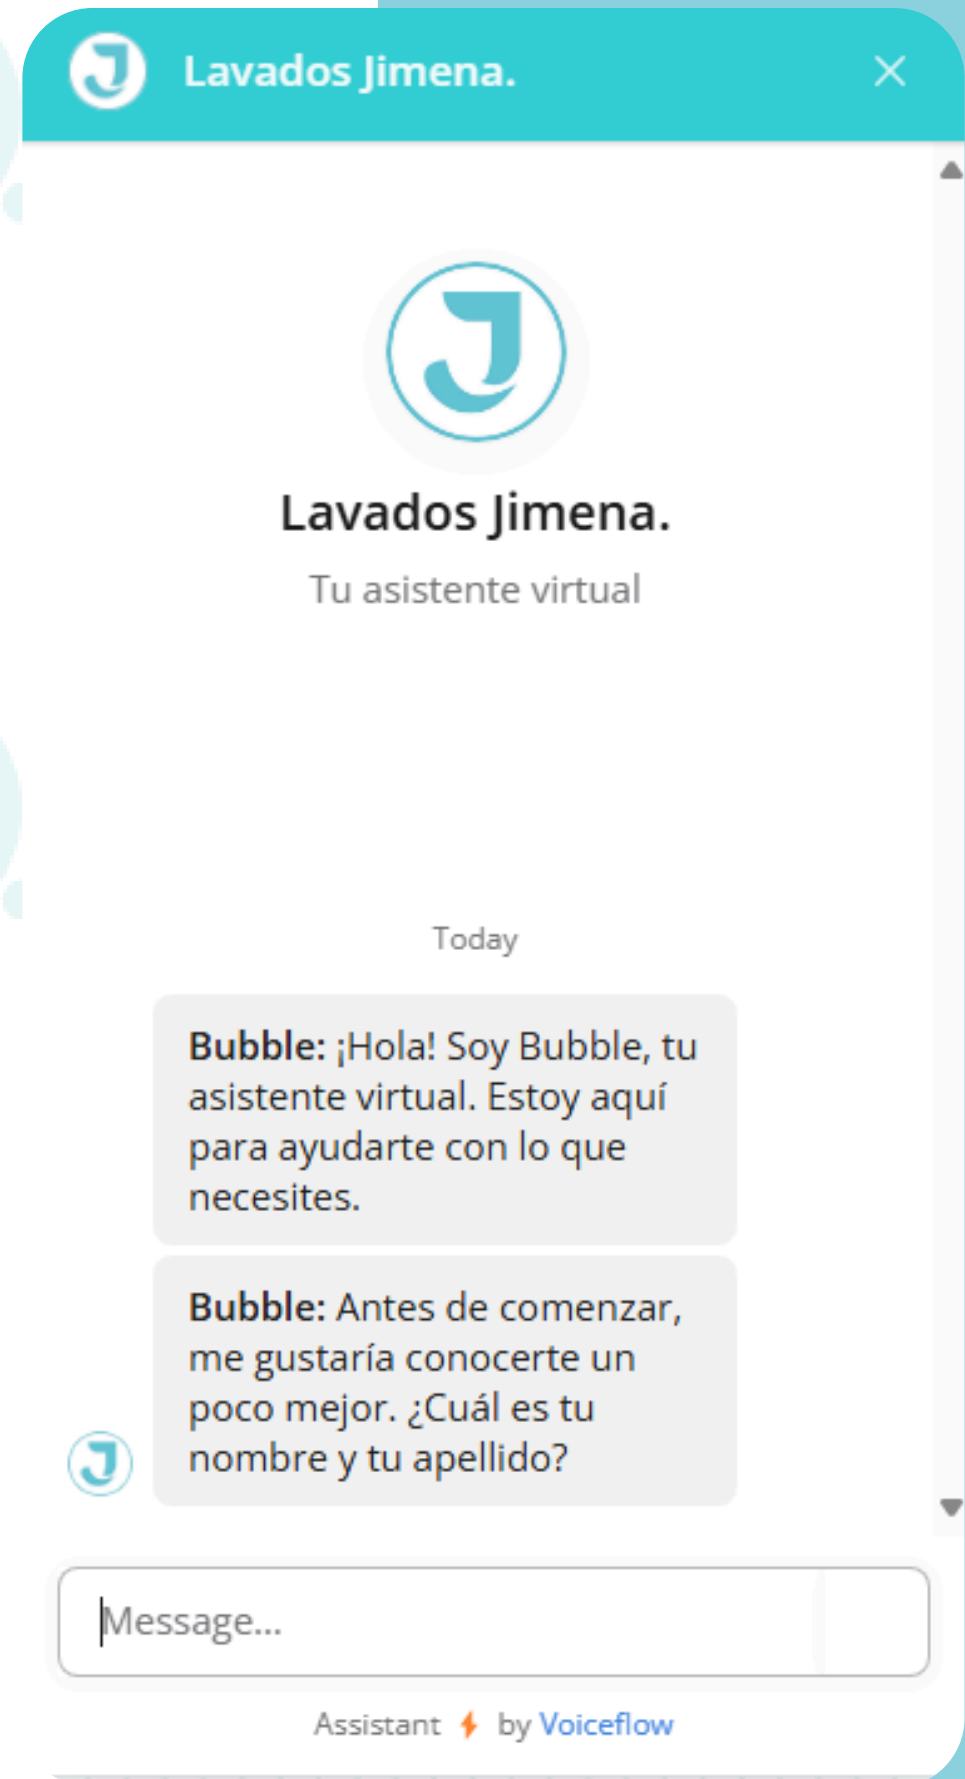 Lavados Jimena.
Lavados Jimena.
Tu asistente virtual
Today
Bubble: ¡Hola! Soy Bubble, tu
asistente virtual. Estoy aquí
para ayudarte con lo que
necesites.
Bubble: Antes de comenzar,
me gustaría conocerte un
poco mejor. ¿Cuál es tu
nombre y tu apellido?
Message...
Assistant by Voiceflow